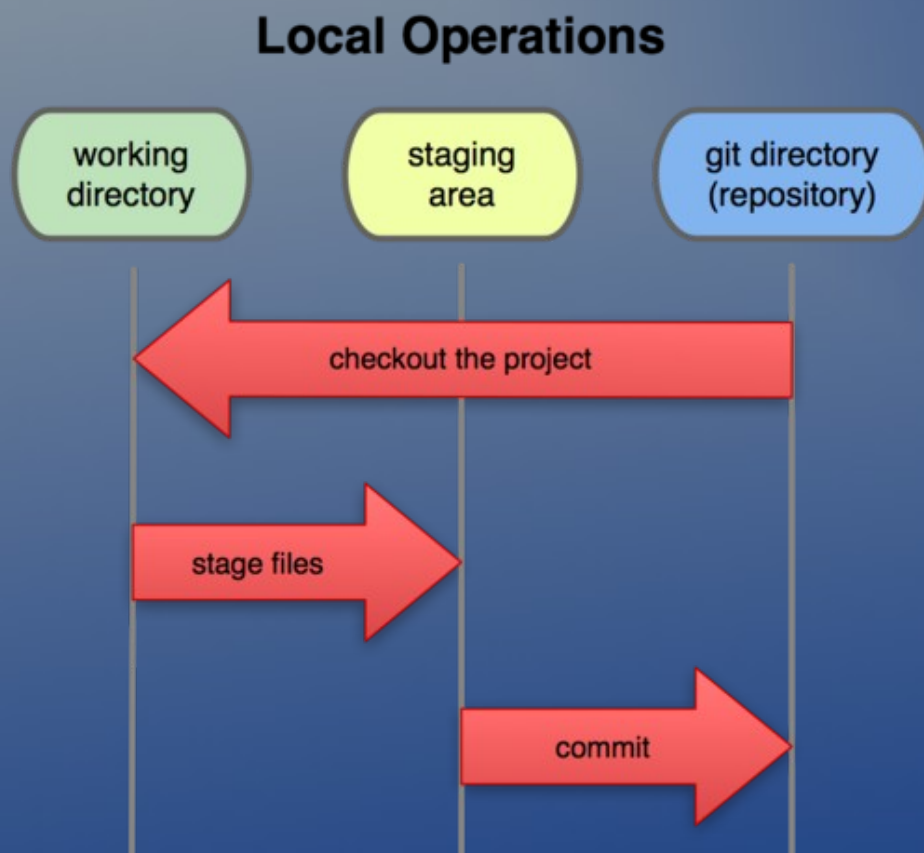 Local Operations
working
directory
staging
area
git directory
(repository)
checkout the project
stage files
commit